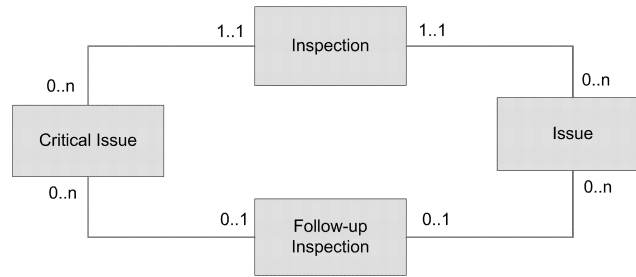 1..1
Inspection
1..1
0..n
0..n
Critical Issue
Issue
0..n
0..n
0..1
Follow-up
Inspection
0..1